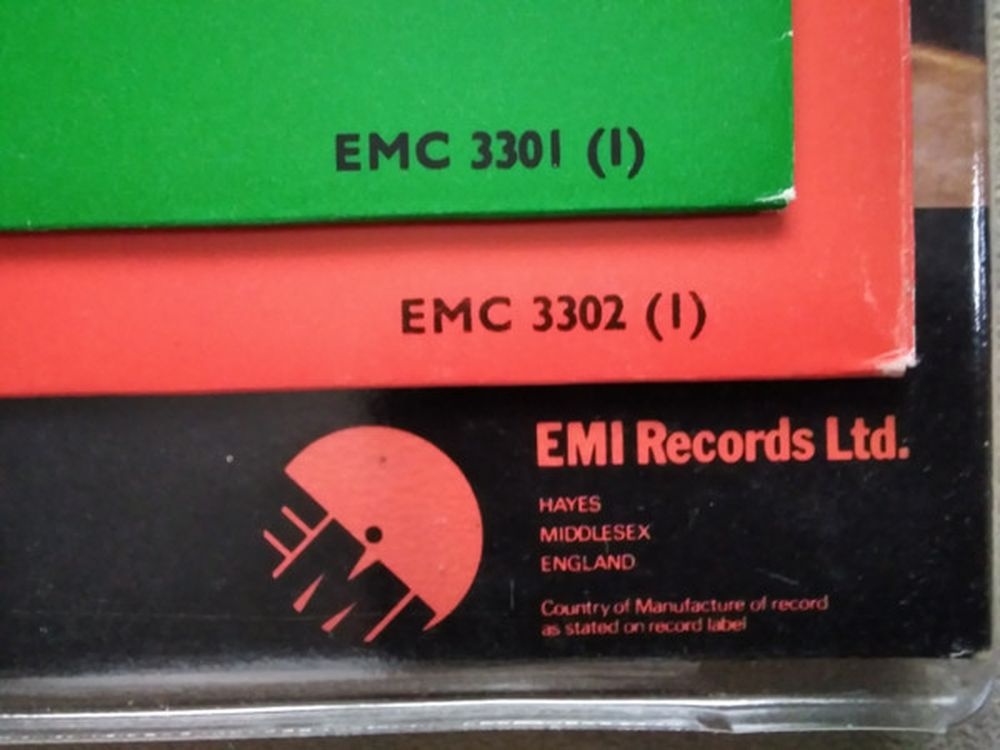 EMC 3301 (1)
EMC 3302 (1)
EMI
EMI Records Ltd.
HAYES
MIDDLESEX
ENGLAND
Country of Manufacture of record
as stated on record label